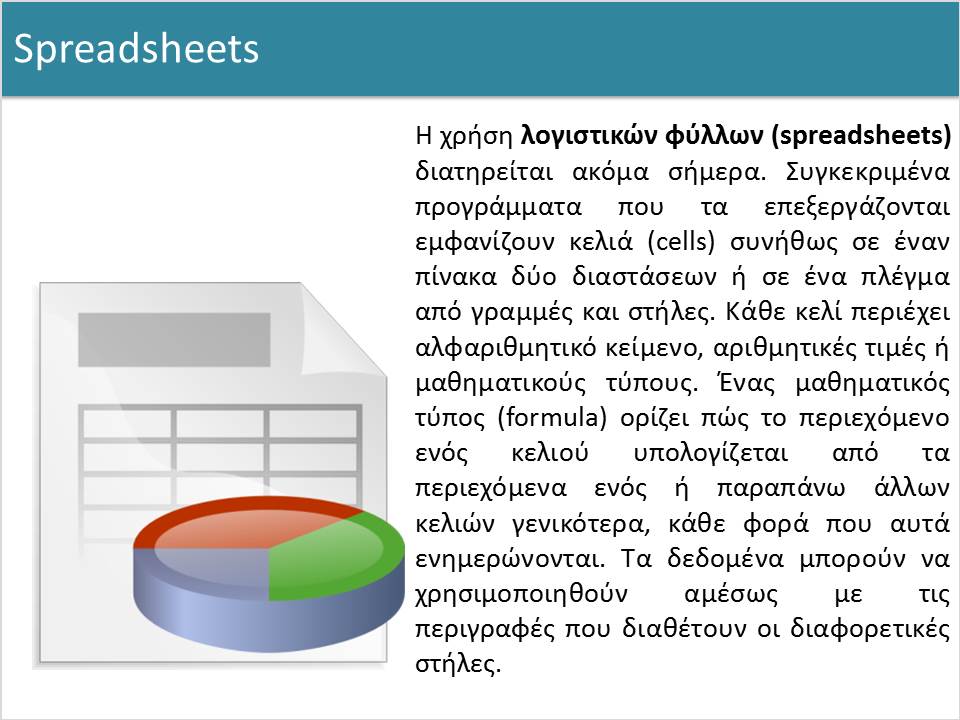 Spreadsheets
Η χρήση λογιστικών φύλλων (spreadsheets)
διατηρείται ακόμα σήμερα. Συγκεκριμένα
προγράμματα που τα επεξεργάζονται
εμφανίζουν κελιά (cells) συνήθως σε έναν
πίνακα δύο διαστάσεων ή σε ένα πλέγμα
από γραμμές και στήλες. Κάθε κελί περιέχει
αλφαριθμητικό κείμενο, αριθμητικές τιμές ή
μαθηματικούς τύπους. Ένας μαθηματικός
τύπος (formula) ορίζει πώς το περιεχόμενο
ενός κελιού υπολογίζεται από τα
περιεχόμενα ενός ή παραπάνω άλλων
κελιών γενικότερα, κάθε φορά που αυτά
ενημερώνονται. Τα δεδομένα μπορούν να
χρησιμοποιηθούν αμέσως με τις
περιγραφές που διαθέτουν οι διαφορετικές
στήλες.